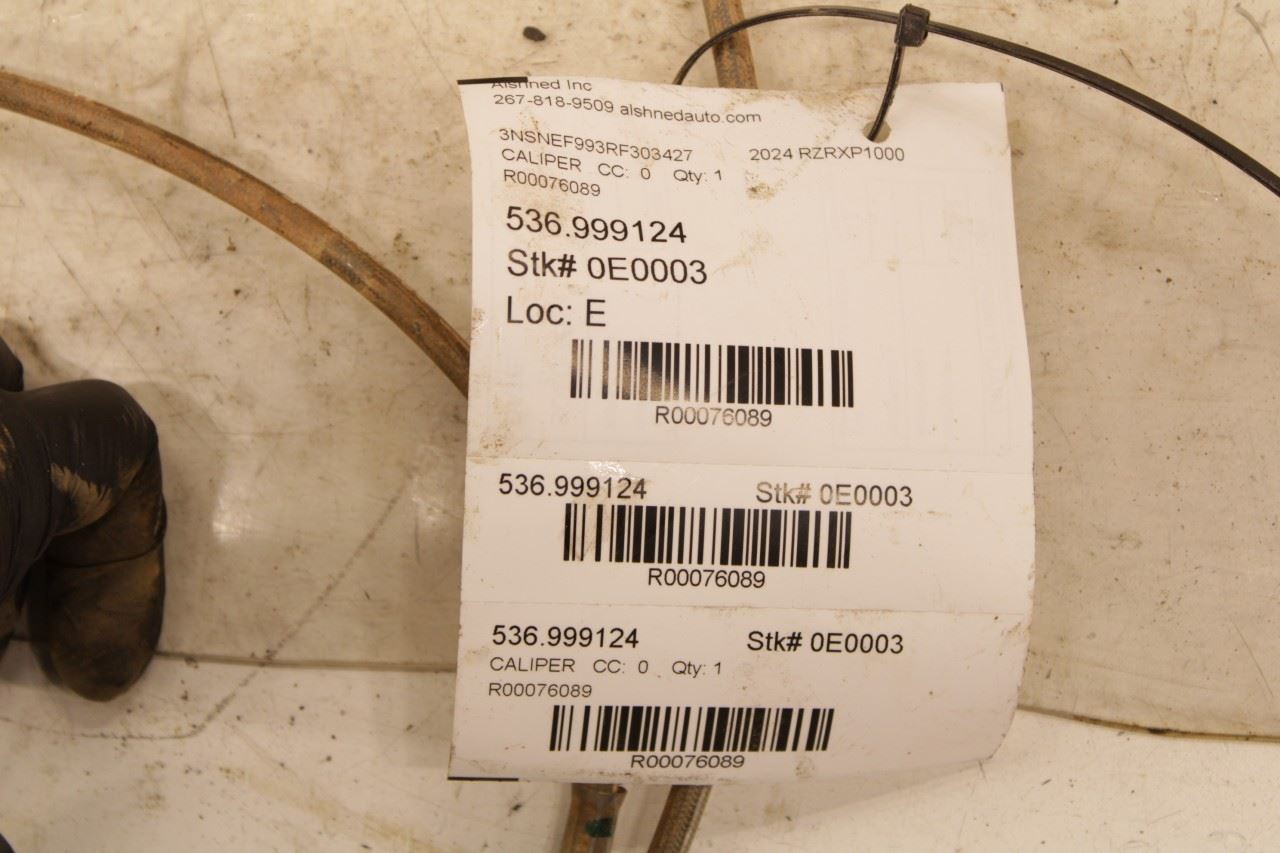 Alshned Inc
267-818-9509 alshnedauto.com
3NSNEF993RF303427 2024 RZRXP1000
CALIPER CC: 0 Qty: 1
R00076089
536.999124
Stk# 0E0003
Loc: E
R00076089
536.999124 Stk# 0E0003
R00076089
536.999124 Stk# 0E0003
CALIPER CC: 0 Qty: 1
R00076089
R00076089